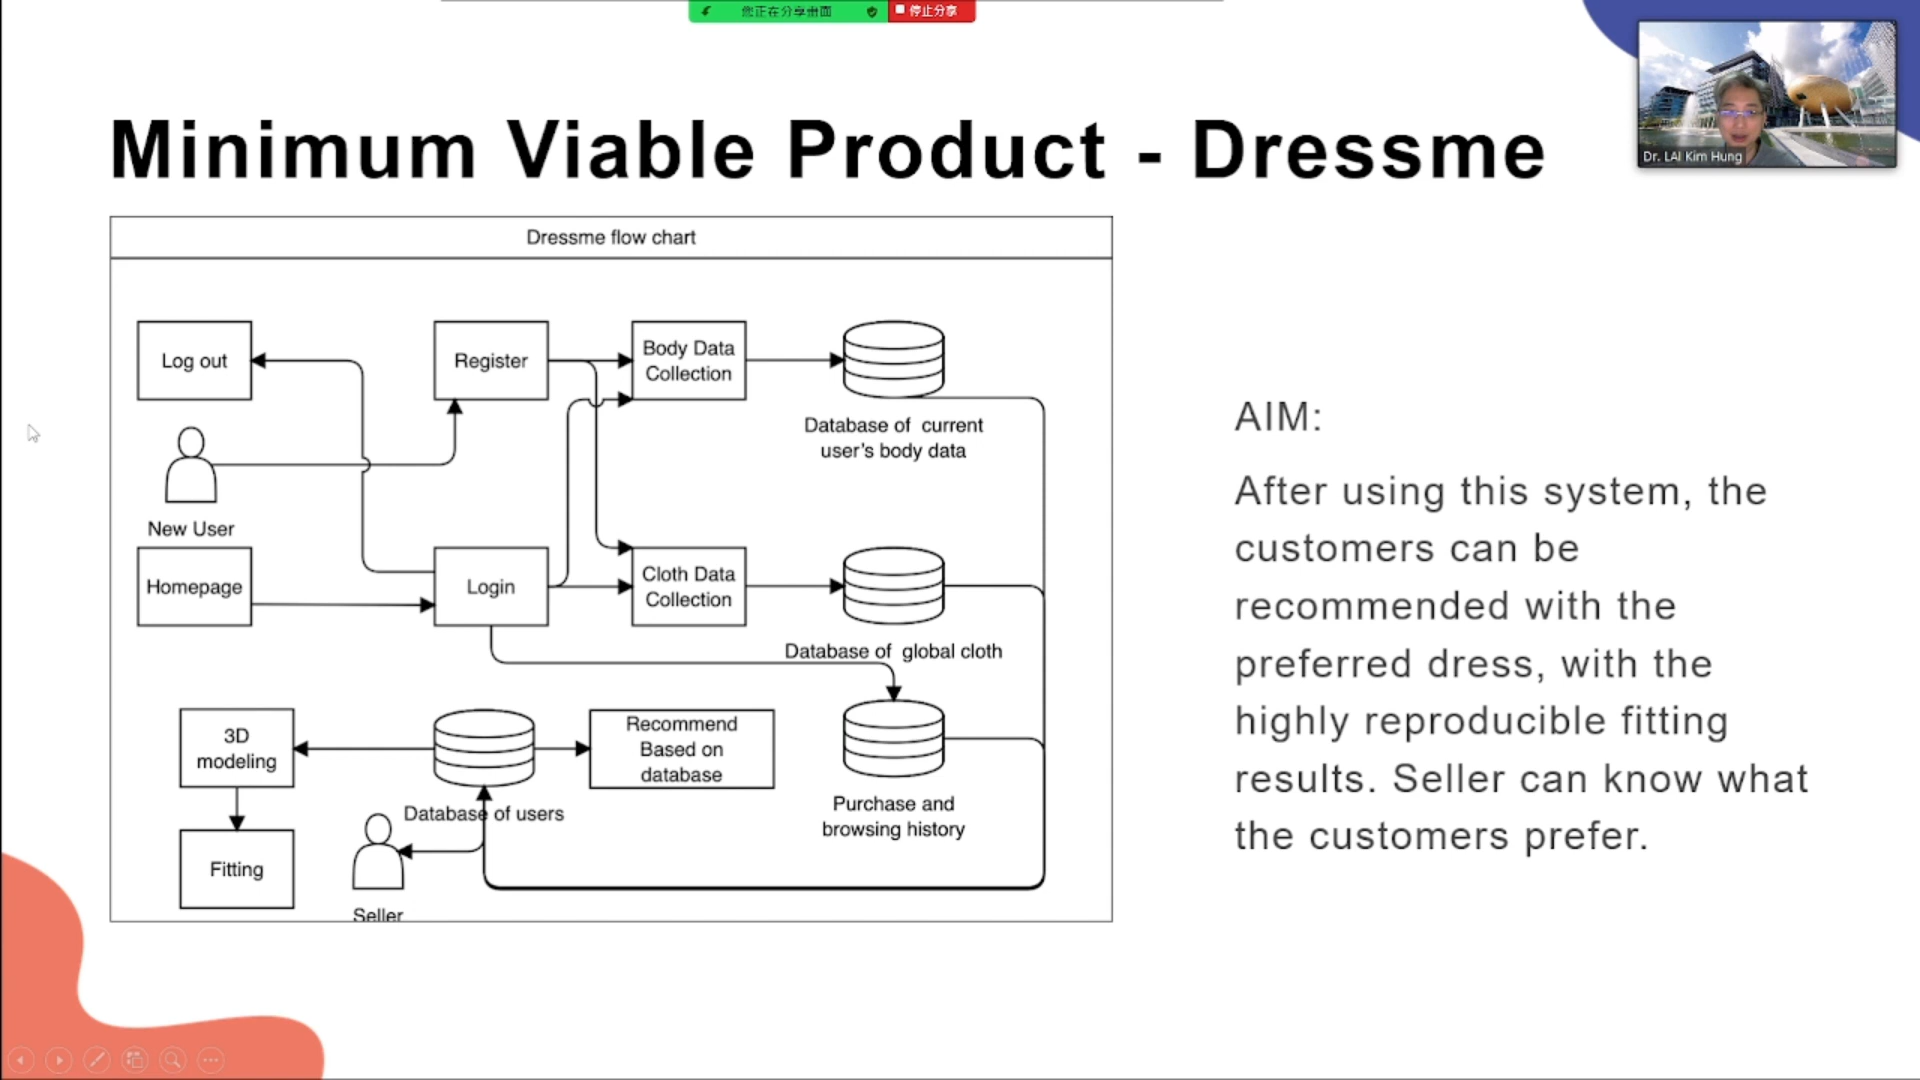 您正在分享画面
停止分享
Dr. LAI Kim Hung
Minimum Viable Product - Dressme
Dressme flow chart
Log out
Register
Body Data
Collection
Database of current
user's body data
New User
Homepage
Login
Cloth Data
Collection
Database of global cloth
3D
modeling
Recommend
Based on
database
Database of users
Purchase and
browsing history
Fitting
Seller
AIM:
After using this system, the
customers can be
recommended with the
preferred dress, with the
highly reproducible fitting
results. Seller can know what
the customers prefer.